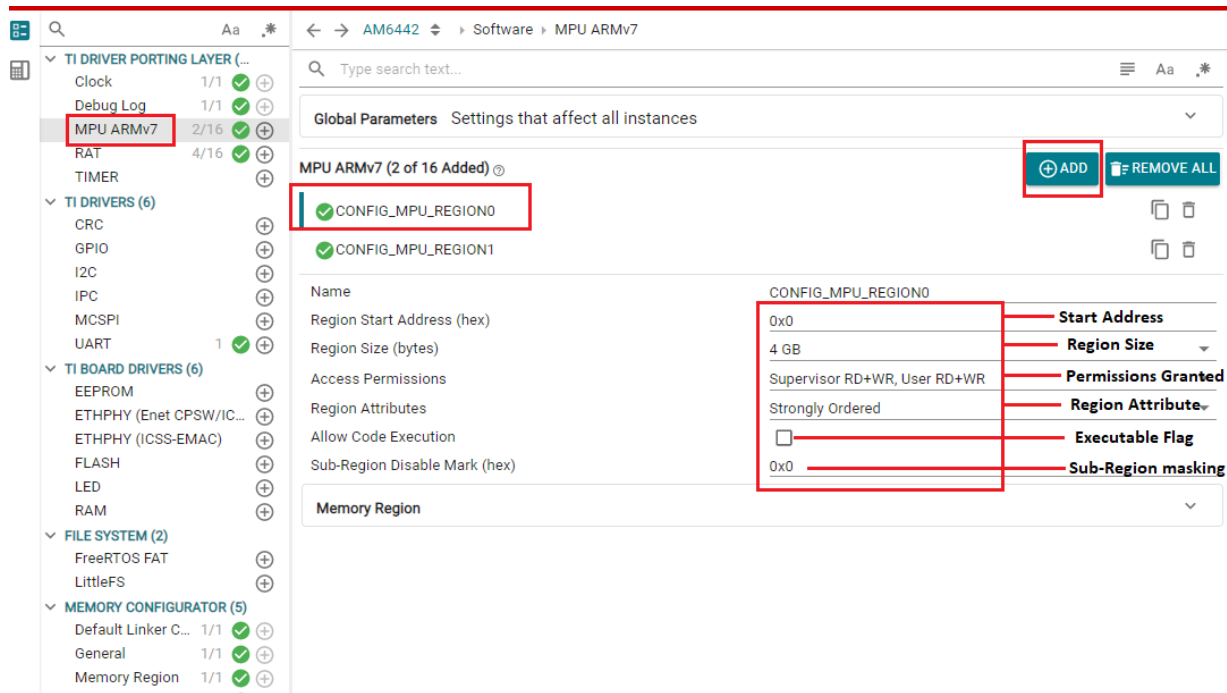 Aa .*
AM6442 Software MPU ARMv7
TI DRIVER PORTING LAYER (...
Clock 1/1
Debug Log 1/1
MPU ARMv7 2/16
RAT 4/16
TIMER
TI DRIVERS (6)
CRC
GPIO
I2C
IPC
MCSPI
UART 1
TI BOARD DRIVERS (6)
EEPROM
ETHPHY (Enet CPSW/IC...
ETHPHY (ICSS-EMAC)
FLASH
LED
RAM
FILE SYSTEM (2)
FreeRTOS FAT
LittleFS
MEMORY CONFIGURATOR (5)
Default Linker C... 1/1
General 1/1
Memory Region 1/1
Type search text... Aa .*
Global Parameters Settings that affect all instances
MPU ARMv7 (2 of 16 Added) ADD REMOVE ALL
CONFIG_MPU_REGION0
CONFIG_MPU_REGION1
Name CONFIG_MPU_REGION0
Region Start Address (hex) 0x0 Start Address
Region Size (bytes) 4 GB Region Size
Access Permissions Supervisor RD+WR, User RD+WR Permissions Granted
Region Attributes Strongly Ordered Region Attribute
Allow Code Execution Executable Flag
Sub-Region Disable Mark (hex) 0x0 Sub-Region masking
Memory Region